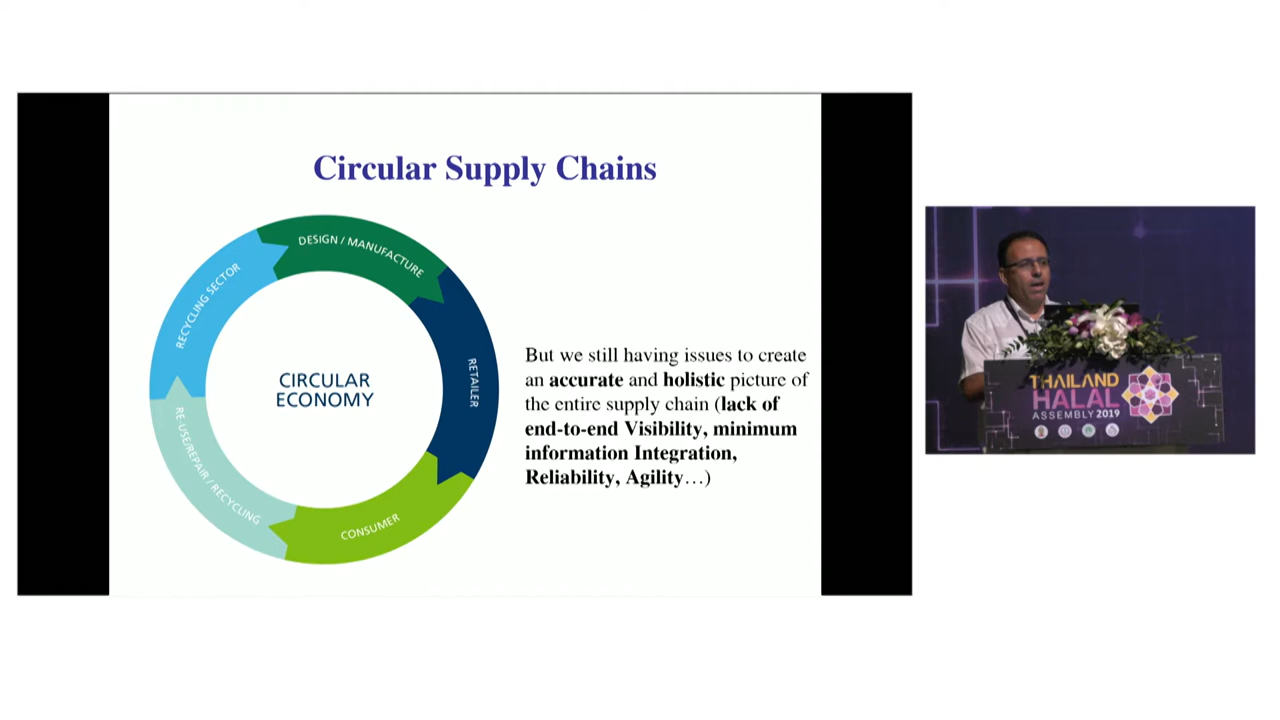 Circular Supply Chains
DESIGN / MANUFACTURE
RETAILER
CONSUMER
RE-USE/REPAIR / RECYCLING
RECYCLING SECTOR
CIRCULAR
ECONOMY
But we still having issues to create
an accurate and holistic picture of
the entire supply chain (lack of
end-to-end Visibility, minimum
information Integration,
Reliability, Agility…)
THAILAND
HALAL
ASSEMBLY 2019